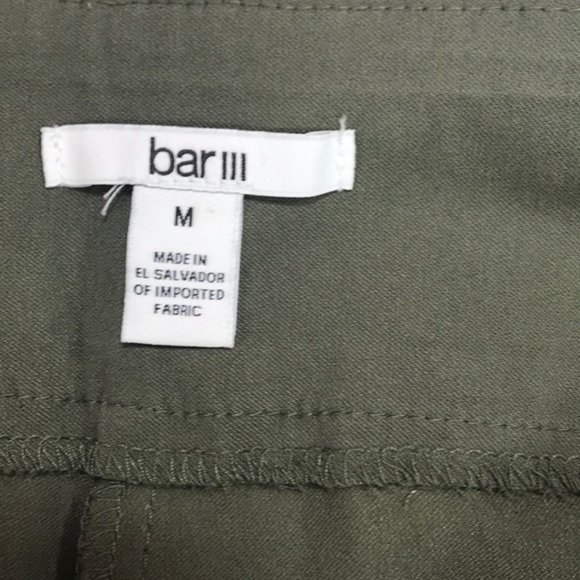 bar III
M
MADE IN
EL SALVADOR
OF IMPORTED
FABRIC